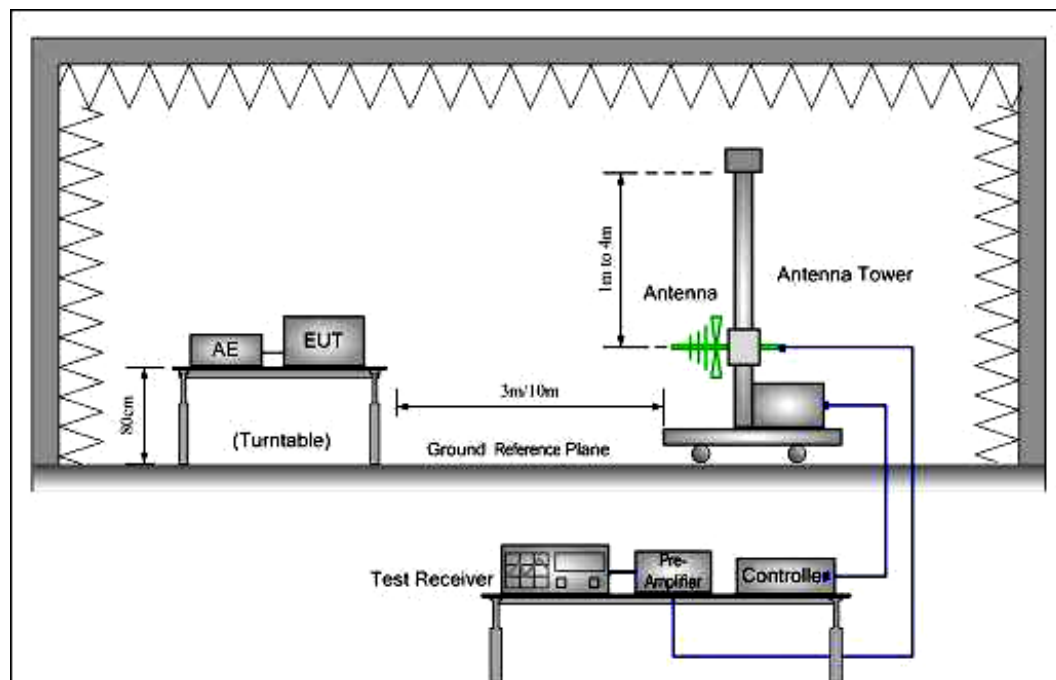 1m to 4m
Antenna Tower
Antenna
AE
EUT
80cm
3m/10m
(Turntable)
Ground Reference Plane
Test Receiver
Pre-
Amplifier
Controller